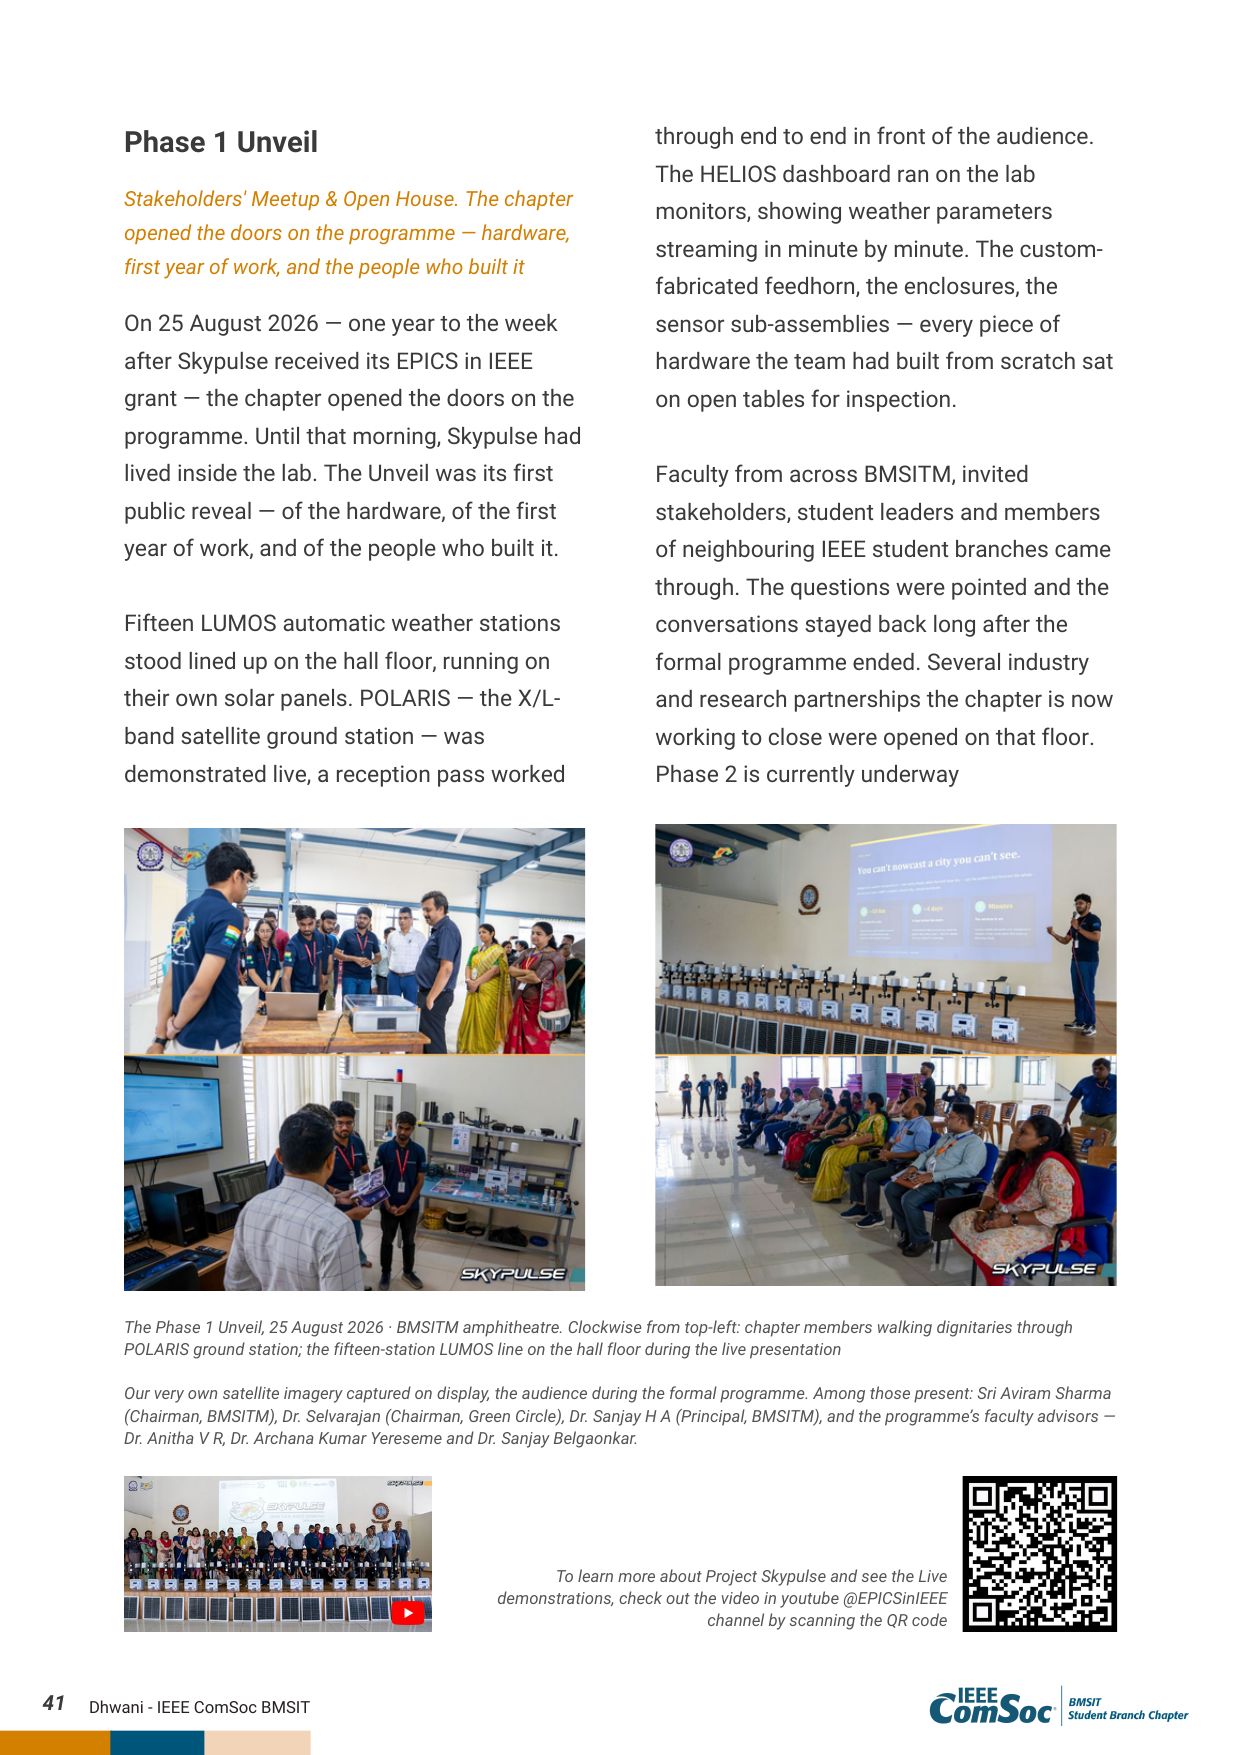 Phase 1 Unveil
Stakeholders' Meetup & Open House. The chapter
opened the doors on the programme — hardware,
first year of work, and the people who built it
On 25 August 2026 — one year to the week
after Skypulse received its EPICS in IEEE
grant — the chapter opened the doors on the
programme. Until that morning, Skypulse had
lived inside the lab. The Unveil was its first
public reveal — of the hardware, of the first
year of work, and of the people who built it.
Fifteen LUMOS automatic weather stations
stood lined up on the hall floor, running on
their own solar panels. POLARIS — the X/L-
band satellite ground station — was
demonstrated live, a reception pass worked
through end to end in front of the audience.
The HELIOS dashboard ran on the lab
monitors, showing weather parameters
streaming in minute by minute. The custom-
fabricated feedhorn, the enclosures, the
sensor sub-assemblies — every piece of
hardware the team had built from scratch sat
on open tables for inspection.
Faculty from across BMSITM, invited
stakeholders, student leaders and members
of neighbouring IEEE student branches came
through. The questions were pointed and the
conversations stayed back long after the
formal programme ended. Several industry
and research partnerships the chapter is now
working to close were opened on that floor.
Phase 2 is currently underway
You can't nowcast a city you can't see.
Minutes
SKYPULSE
SKYPULSE
The Phase 1 Unveil, 25 August 2026 · BMSITM amphitheatre. Clockwise from top-left: chapter members walking dignitaries through
POLARIS ground station; the fifteen-station LUMOS line on the hall floor during the live presentation
Our very own satellite imagery captured on display, the audience during the formal programme. Among those present: Sri Aviram Sharma
(Chairman, BMSITM), Dr. Selvarajan (Chairman, Green Circle), Dr. Sanjay H A (Principal, BMSITM), and the programme’s faculty advisors —
Dr. Anitha V R, Dr. Archana Kumar Yereseme and Dr. Sanjay Belgaonkar.
SKYPULSE
SKYPULSE
To learn more about Project Skypulse and see the Live
demonstrations, check out the video in youtube @EPICSinIEEE
channel by scanning the QR code
41 Dhwani - IEEE ComSoc BMSIT
IEEE ComSoc
BMSIT
Student Branch Chapter